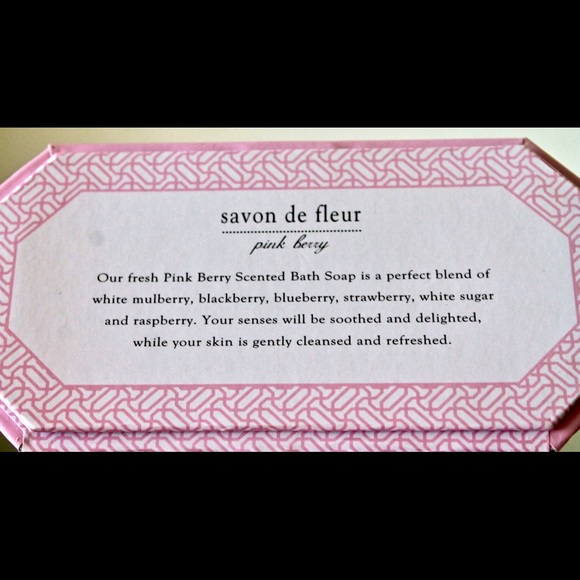 savon de fleur
pink berry
Our fresh Pink Berry Scented Bath Soap is a perfect blend of
white mulberry, blackberry, blueberry, strawberry, white sugar
and raspberry. Your senses will be soothed and delighted,
while your skin is gently cleansed and refreshed.